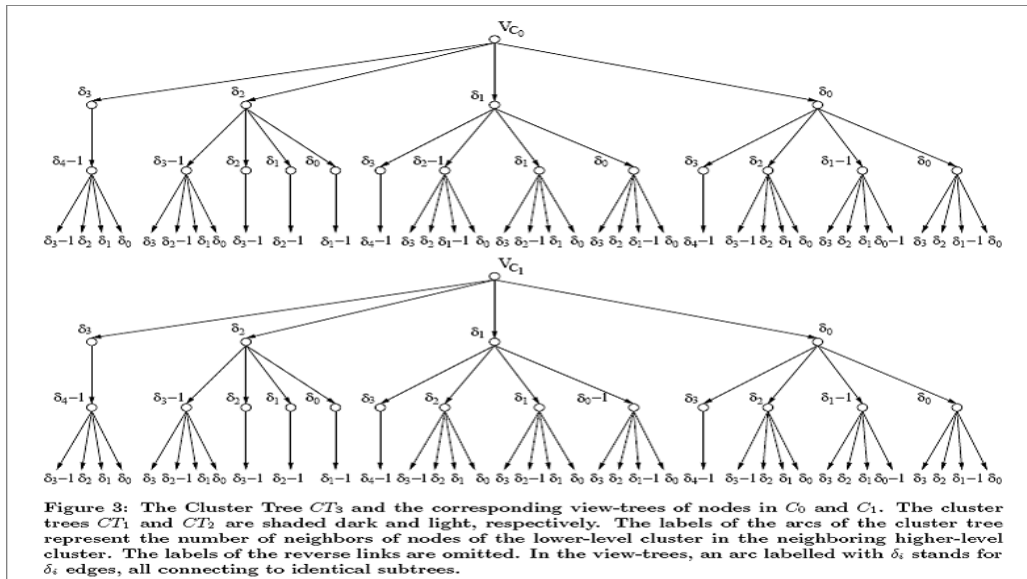 V_{C_0}
δ₃ δ₂ δ₁ δ₀
δ₄−1 δ₃−1 δ₂ δ₁ δ₀ δ₃ δ₂−1 δ₁ δ₀ δ₃ δ₂ δ₁−1 δ₀
δ₃−1 δ₂ δ₁ δ₀ δ₃ δ₂−1 δ₁ δ₀ δ₃−1 δ₂−1 δ₁−1 δ₄−1 δ₃ δ₂ δ₁−1 δ₀ δ₃ δ₂−1 δ₁ δ₀ δ₃ δ₂ δ₁−1 δ₀ δ₄−1 δ₃−1 δ₂ δ₁ δ₀ δ₃ δ₂ δ₁ δ₀−1 δ₃ δ₂ δ₁−1 δ₀
V_{C_1}
δ₃ δ₂ δ₁ δ₀
δ₄−1 δ₃−1 δ₂ δ₁ δ₀ δ₃ δ₂ δ₁ δ₀−1 δ₃ δ₂ δ₁−1 δ₀
δ₃−1 δ₂ δ₁ δ₀ δ₃ δ₂−1 δ₁ δ₀ δ₃−1 δ₂−1 δ₁−1 δ₄−1 δ₃−1 δ₂ δ₁ δ₀ δ₃ δ₂−1 δ₁ δ₀ δ₃ δ₂ δ₁−1 δ₀ δ₄−1 δ₃−1 δ₂ δ₁ δ₀ δ₃ δ₂ δ₁ δ₀−1 δ₃ δ₂ δ₁−1 δ₀
Figure 3: The Cluster Tree CT₃ and the corresponding view-trees of nodes in C₀ and C₁. The cluster
trees CT₁ and CT₂ are shaded dark and light, respectively. The labels of the arcs of the cluster tree
represent the number of neighbors of nodes of the lower-level cluster in the neighboring higher-level
cluster. The labels of the reverse links are omitted. In the view-trees, an arc labelled with δᵢ stands for
δᵢ edges, all connecting to identical subtrees.